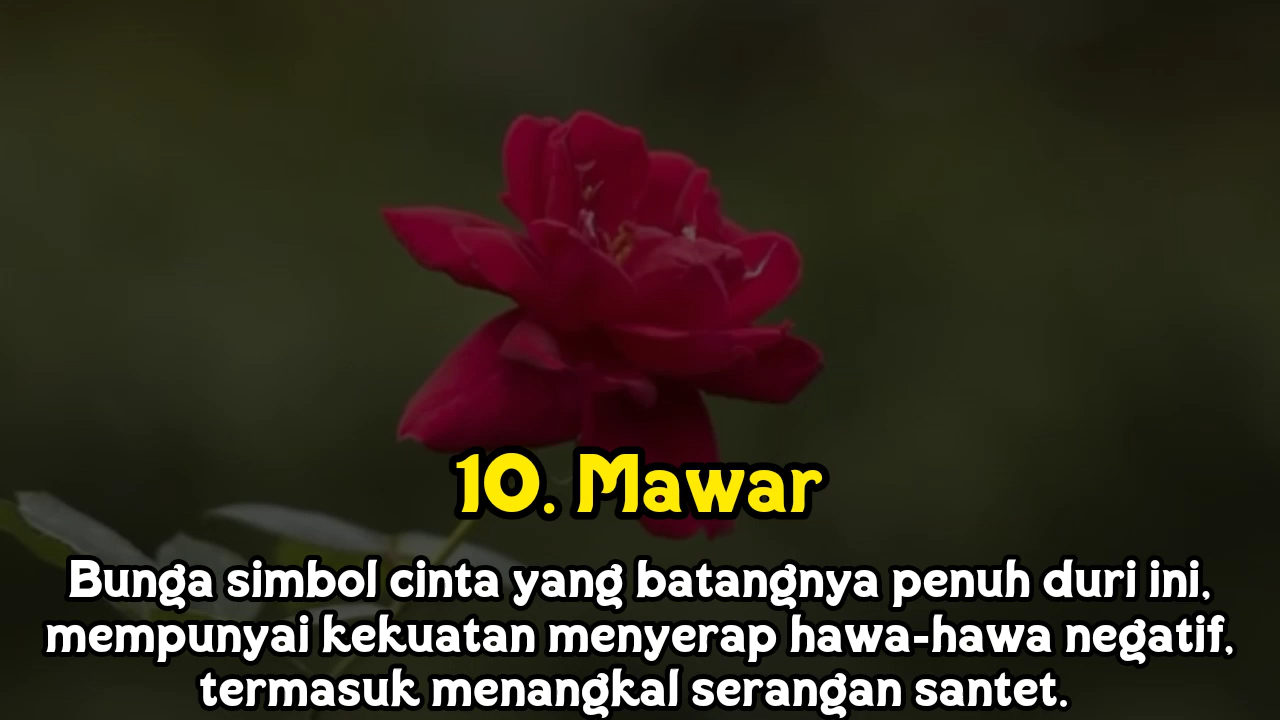 10. Mawar
Bunga simbol cinta yang batangnya penuh duri ini,
mempunyai kekuatan menyerap hawa-hawa negatif,
termasuk menangkal serangan santet.